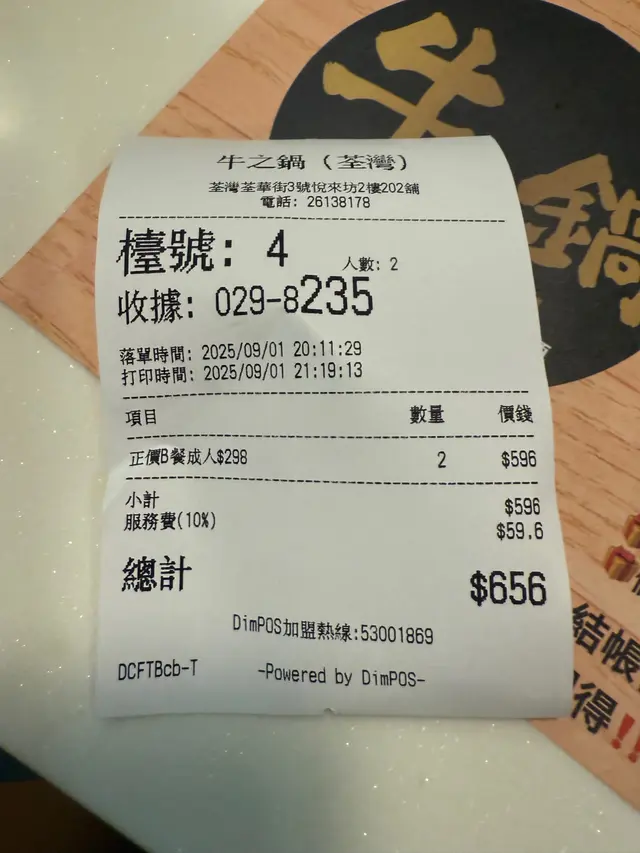 牛之鍋（荃灣）
荃灣荃華街3號悅來坊2樓202舖
電話: 26138178
檯號: 4 人數: 2
收據: 029-8235
落單時間: 2025/09/01 20:11:29
打印時間: 2025/09/01 21:19:13
項目 數量 價錢
正價B餐成人$298 2 $596
小計 $596
服務費(10%) $59.6
總計 $656
DimPOS加盟熱線:53001869
DCFTBcb-T -Powered by DimPOS-
牛
鍋
結帳
得!!